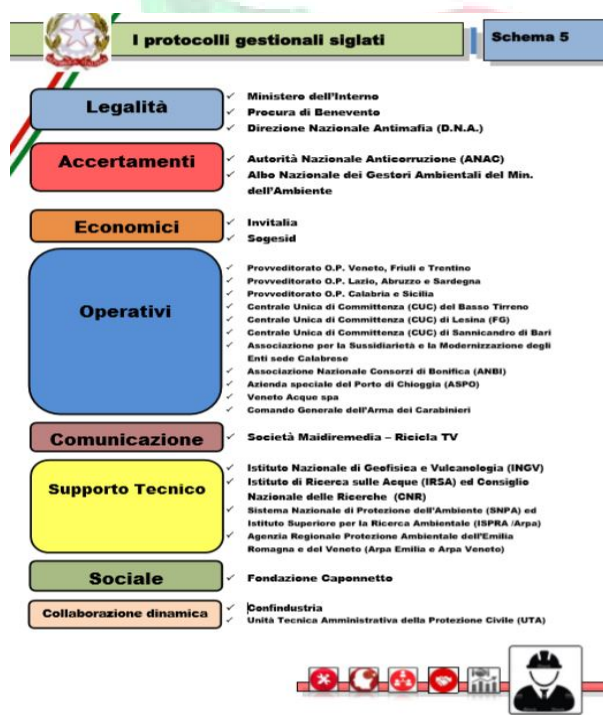 I protocolli gestionali siglati
Schema 5
Legalità
Ministero dell'Interno
Procura di Benevento
Direzione Nazionale Antimafia (D.N.A.)
Accertamenti
Autorità Nazionale Anticorruzione (ANAC)
Albo Nazionale dei Gestori Ambientali del Min.
dell'Ambiente
Economici
Invitalia
Sogesid
Operativi
Provveditorato O.P. Veneto, Friuli e Trentino
Provveditorato O.P. Lazio, Abruzzo e Sardegna
Provveditorato O.P. Calabria e Sicilia
Centrale Unica di Committenza (CUC) del Basso Tirreno
Centrale Unica di Committenza (CUC) di Lesina (FG)
Centrale Unica di Committenza (CUC) di Sannicandro di Bari
Associazione per la Sussidiarietà e la Modernizzazione degli
Enti sede Calabrese
Associazione Nazionale Consorzi di Bonifica (ANBI)
Azienda speciale del Porto di Chioggia (ASPO)
Veneto Acque spa
Comando Generale dell'Arma dei Carabinieri
Comunicazione
Società Maidiremedia – Ricicla TV
Supporto Tecnico
Istituto Nazionale di Geofisica e Vulcanologia (INGV)
Istituto di Ricerca sulle Acque (IRSA) ed Consiglio
Nazionale delle Ricerche (CNR)
Sistema Nazionale di Protezione dell'Ambiente (SNPA) ed
Istituto Superiore per la Ricerca Ambientale (ISPRA /Arpa)
Agenzia Regionale Protezione Ambientale dell'Emilia
Romagna e del Veneto (Arpa Emilia e Arpa Veneto)
Sociale
Fondazione Caponnetto
Collaborazione dinamica
Confindustria
Unità Tecnica Amministrativa della Protezione Civile (UTA)